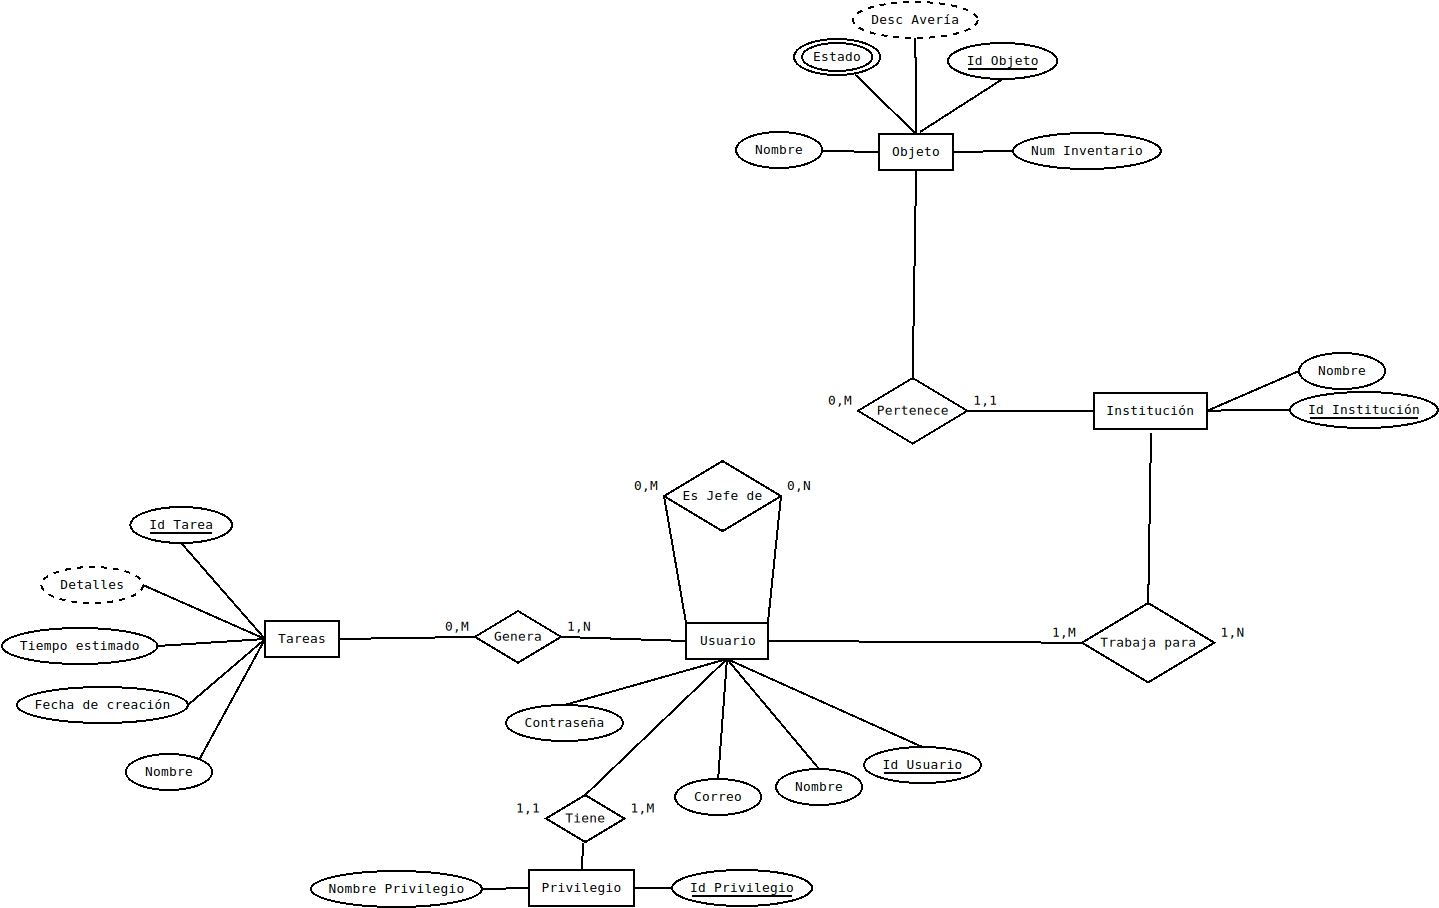 Desc Avería
Estado
Id Objeto
Nombre
Objeto
Num Inventario
Nombre
0,M
Pertenece
1,1
Institución
Id Institución
0,M
Es Jefe de
0,N
Id Tarea
Detalles
Tiempo estimado
Fecha de creación
Nombre
Tareas
0,M
Genera
1,N
Usuario
1,M
Trabaja para
1,N
Contraseña
Correo
Nombre
Id Usuario
1,1
Tiene
1,M
Nombre Privilegio
Privilegio
Id Privilegio